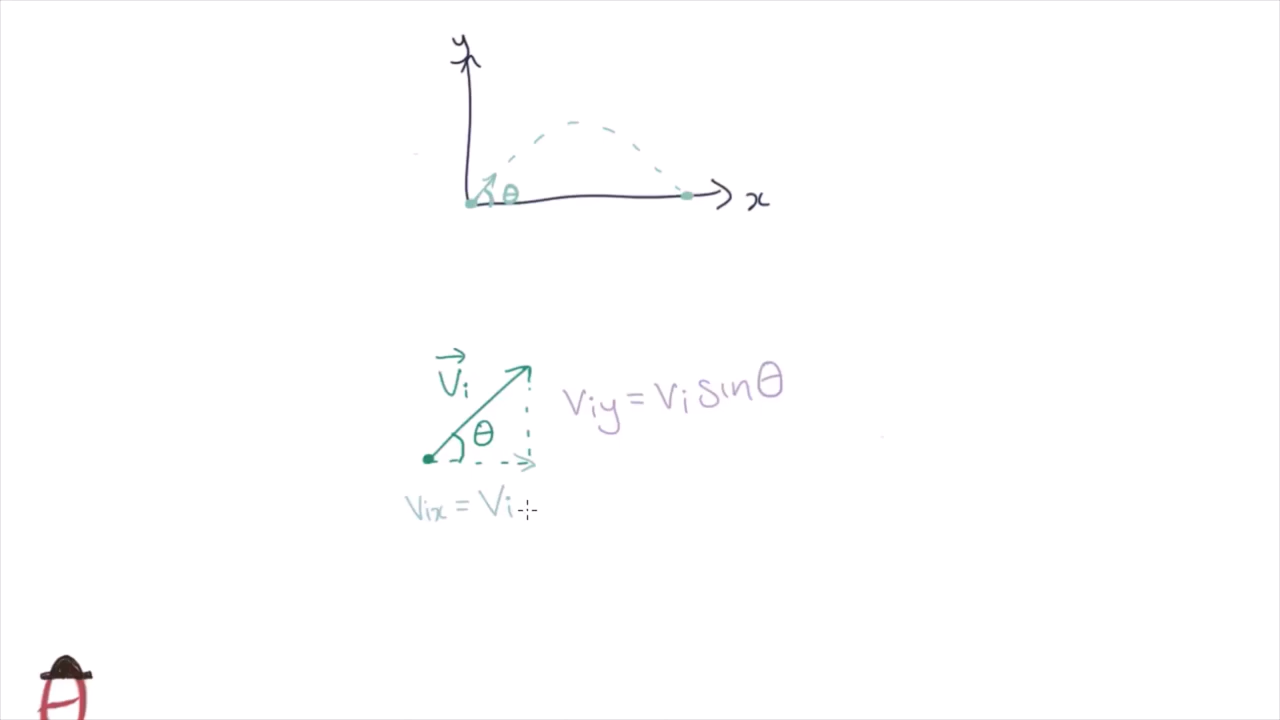 y
θ
x
Vi
θ
Viy = Vi sinθ
Vix = Vi
θ